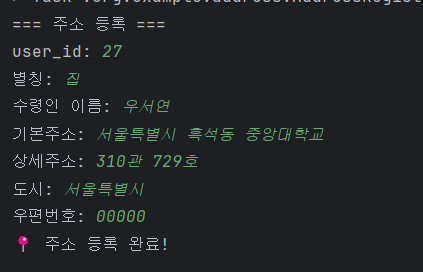 === 주소 등록 ===
user_id: 27
별칭: 집
수령인 이름: 우서연
기본주소: 서울특별시 흑석동 중앙대학교
상세주소: 310관 729호
도시: 서울특별시
우편번호: 00000
📍 주소 등록 완료!